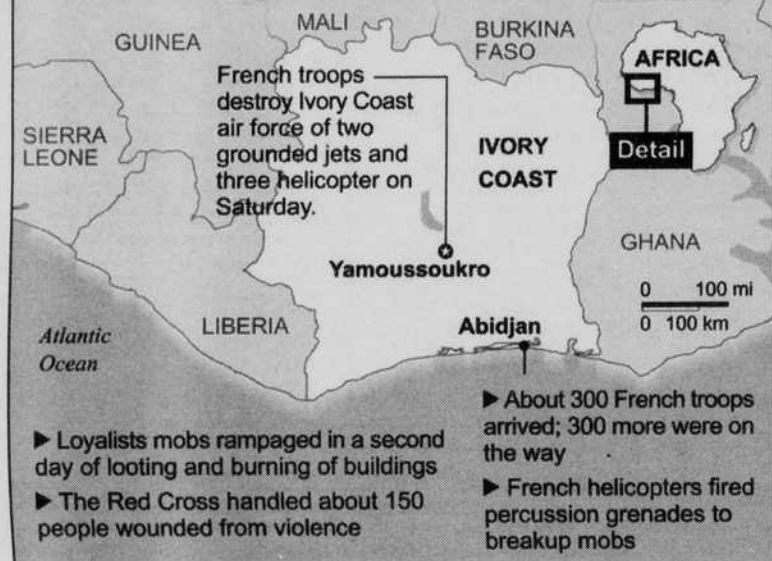 MALI
GUINEA
BURKINA
FASO
AFRICA
French troops
destroy Ivory Coast
air force of two
grounded jets and
three helicopter on
Saturday.
SIERRA
LEONE
IVORY
COAST
Detail
GHANA
Yamoussoukro
0 100 mi
0 100 km
LIBERIA
Abidjan
Atlantic
Ocean
▶ Loyalists mobs rampaged in a second
day of looting and burning of buildings
▶ The Red Cross handled about 150
people wounded from violence
▶ About 300 French troops
arrived; 300 more were on
the way
▶ French helicopters fired
percussion grenades to
breakup mobs